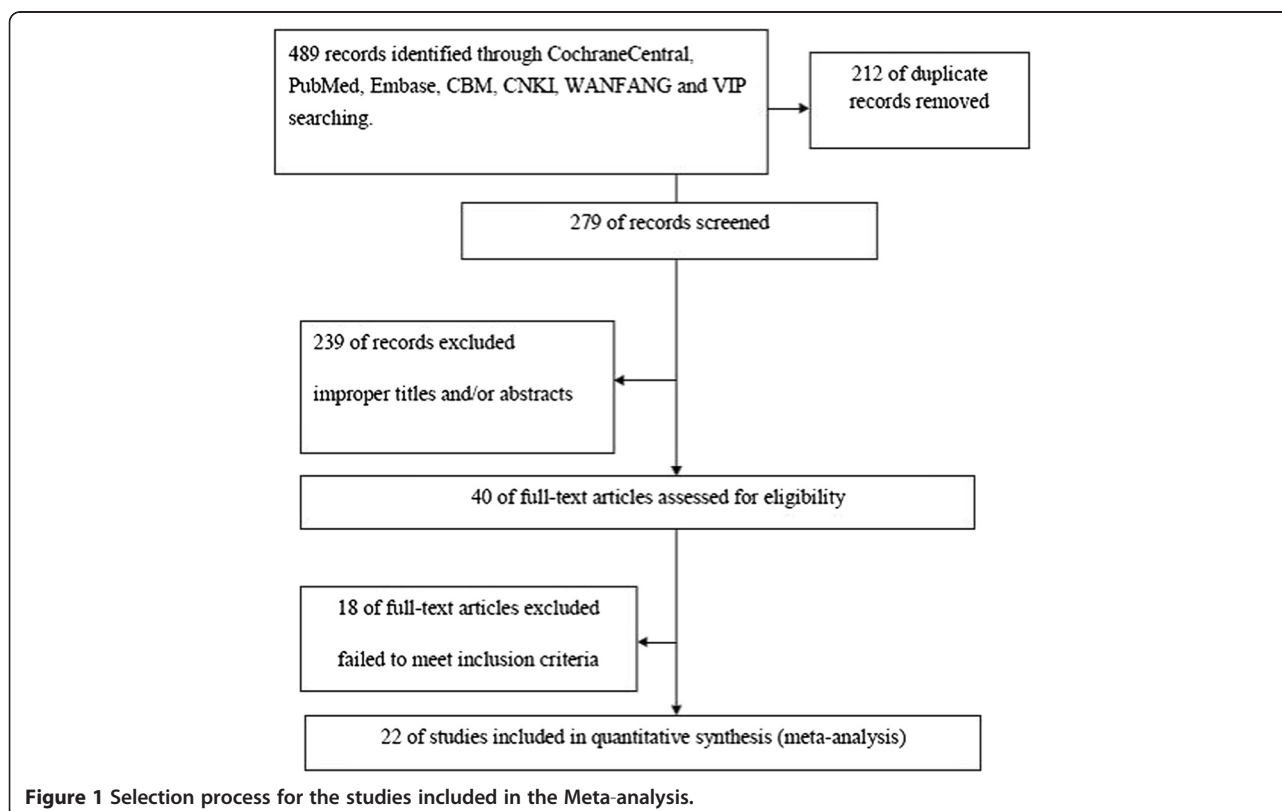 489 records identified through CochraneCentral,
PubMed, Embase, CBM, CNKI, WANFANG and VIP
searching.
212 of duplicate
records removed
279 of records screened
239 of records excluded
improper titles and/or abstracts
40 of full-text articles assessed for eligibility
18 of full-text articles excluded
failed to meet inclusion criteria
22 of studies included in quantitative synthesis (meta-analysis)
Figure 1 Selection process for the studies included in the Meta-analysis.